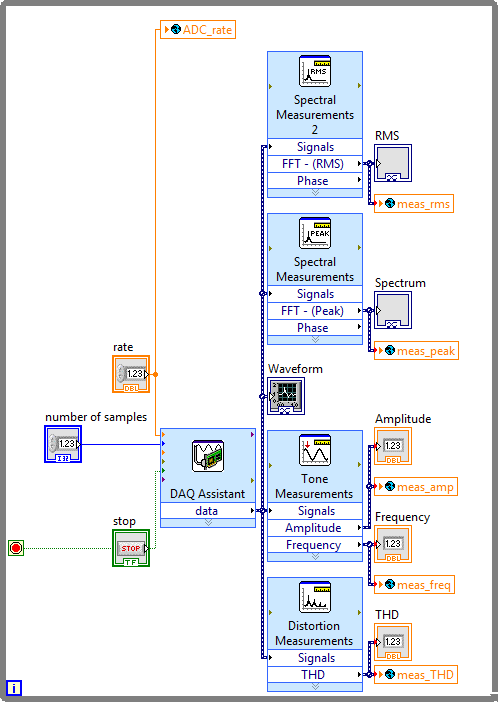 ADC_rate
RMS
Spectral
Measurements
2
Signals
FFT - (RMS)
Phase
RMS
meas_rms
PEAK
Spectral
Measurements
Signals
FFT - (Peak)
Phase
Spectrum
meas_peak
rate
1.23
DBL
Waveform
number of samples
1.23
I32
DAQ Assistant
data
Tone
Measurements
Signals
Amplitude
Frequency
Amplitude
1.23
DBL
meas_amp
Frequency
1.23
DBL
meas_freq
stop
STOP
TF
Distortion
Measurements
Signals
THD
THD
1.23
DBL
meas_THD
i